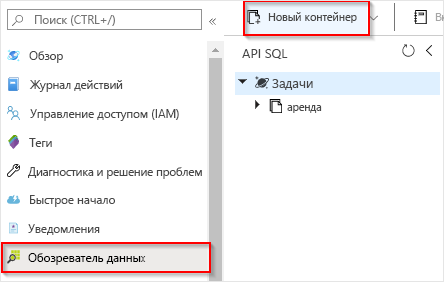 Поиск (CTRL+/)
Обзор
Журнал действий
Управление доступом (IAM)
Теги
Диагностика и решение проблем
Быстрое начало
Уведомления
Обозреватель данных
Новый контейнер
API SQL
Задачи
аренда